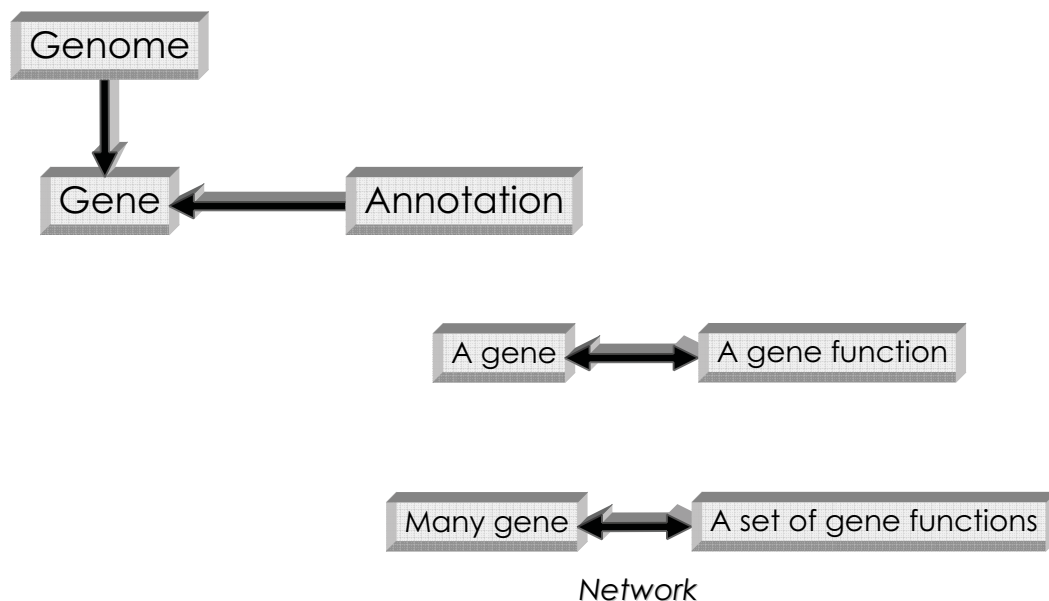 Genome
Gene
Annotation
A gene
A gene function
Many gene
A set of gene functions
Network